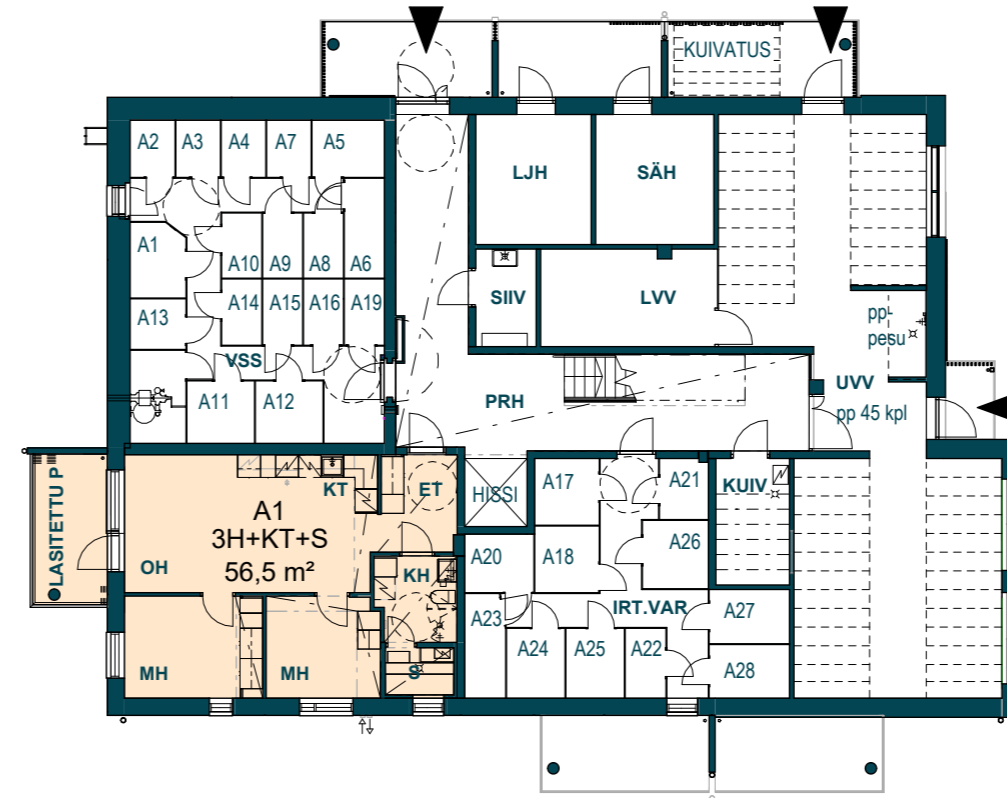 KUIVATUS
A2
A3
A4
A7
A5
LJH
SÄH
A1
A10
A9
A8
A6
SIIV
LVV
A13
A14
A15
A16
A19
pp-
pesu
VSS
A11
A12
PRH
UVV
pp 45 kpl
LASITETTU P
KT
ET
HISSI
A17
A21
KUIV
A1
3H+KT+S
56,5 m²
OH
KH
A20
A18
A26
A23
IRT.VAR
A27
A24
A25
A22
A28
MH
MH
S